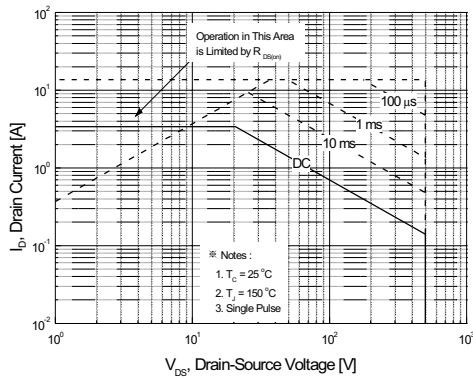 10²
Operation in This Area
is Limited by R DS(on)
10¹
100 µs
1 ms
10 ms
10⁰
DC
I_D, Drain Current [A]
10⁻¹
※ Notes :
1. T_C = 25 °C
2. T_J = 150 °C
3. Single Pulse
10⁻²
10⁰ 10¹ 10² 10³
V_DS, Drain-Source Voltage [V]